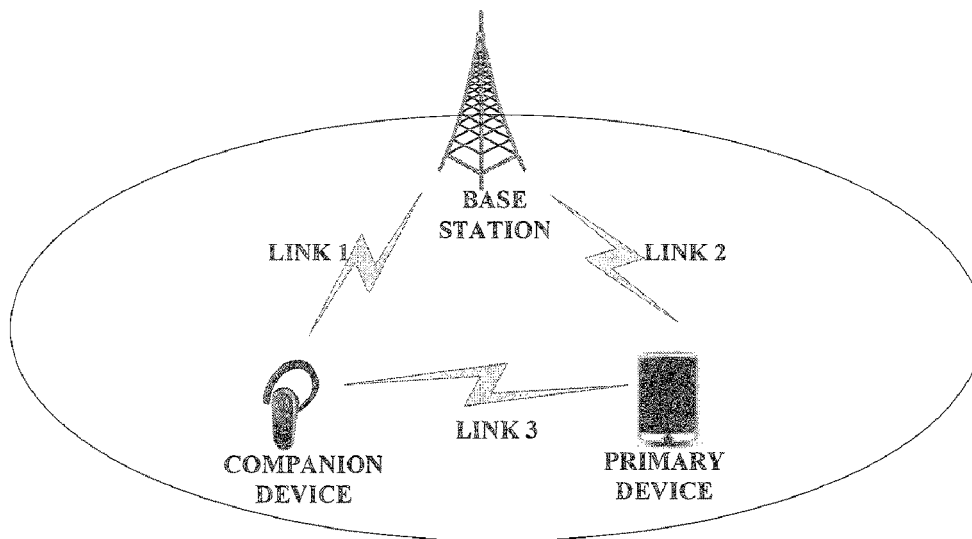 BASE
STATION
LINK 1
LINK 2
LINK 3
COMPANION
DEVICE
PRIMARY
DEVICE